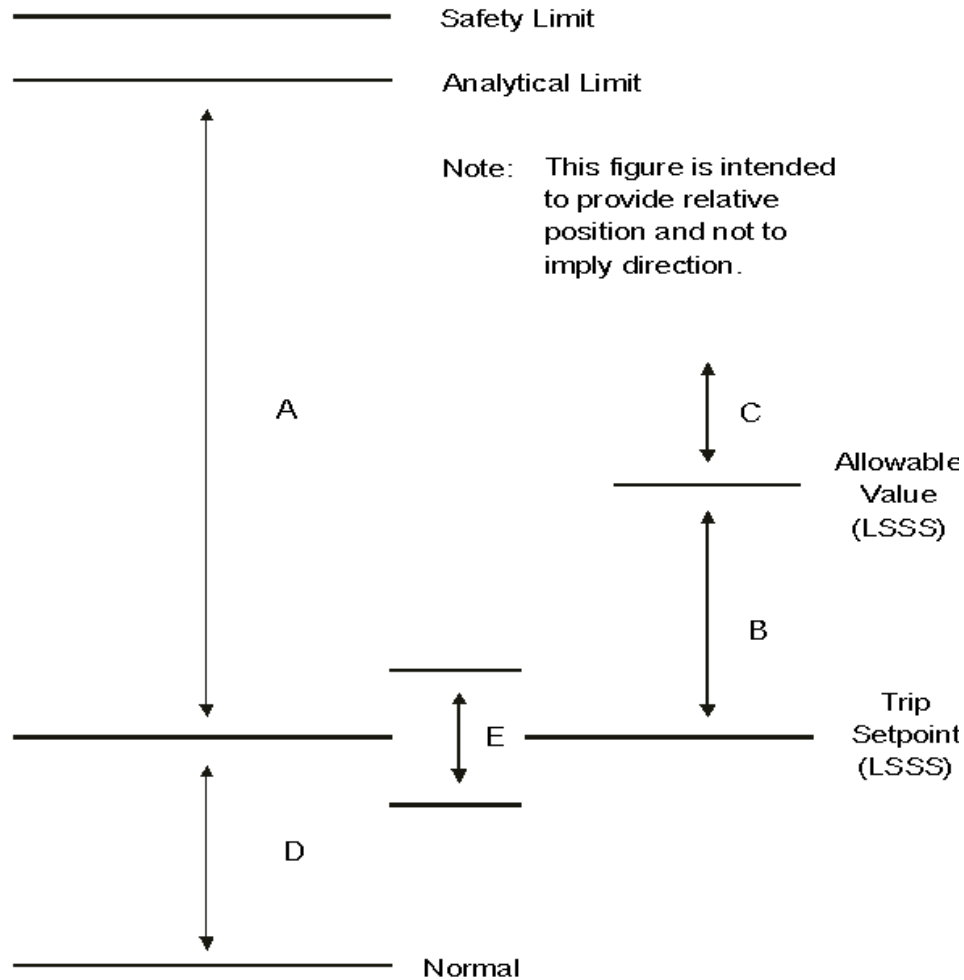 Safety Limit
Analytical Limit
Note: This figure is intended
to provide relative
position and not to
imply direction.
A
C
Allowable
Value
(LSSS)
B
Trip
Setpoint
(LSSS)
E
D
Normal